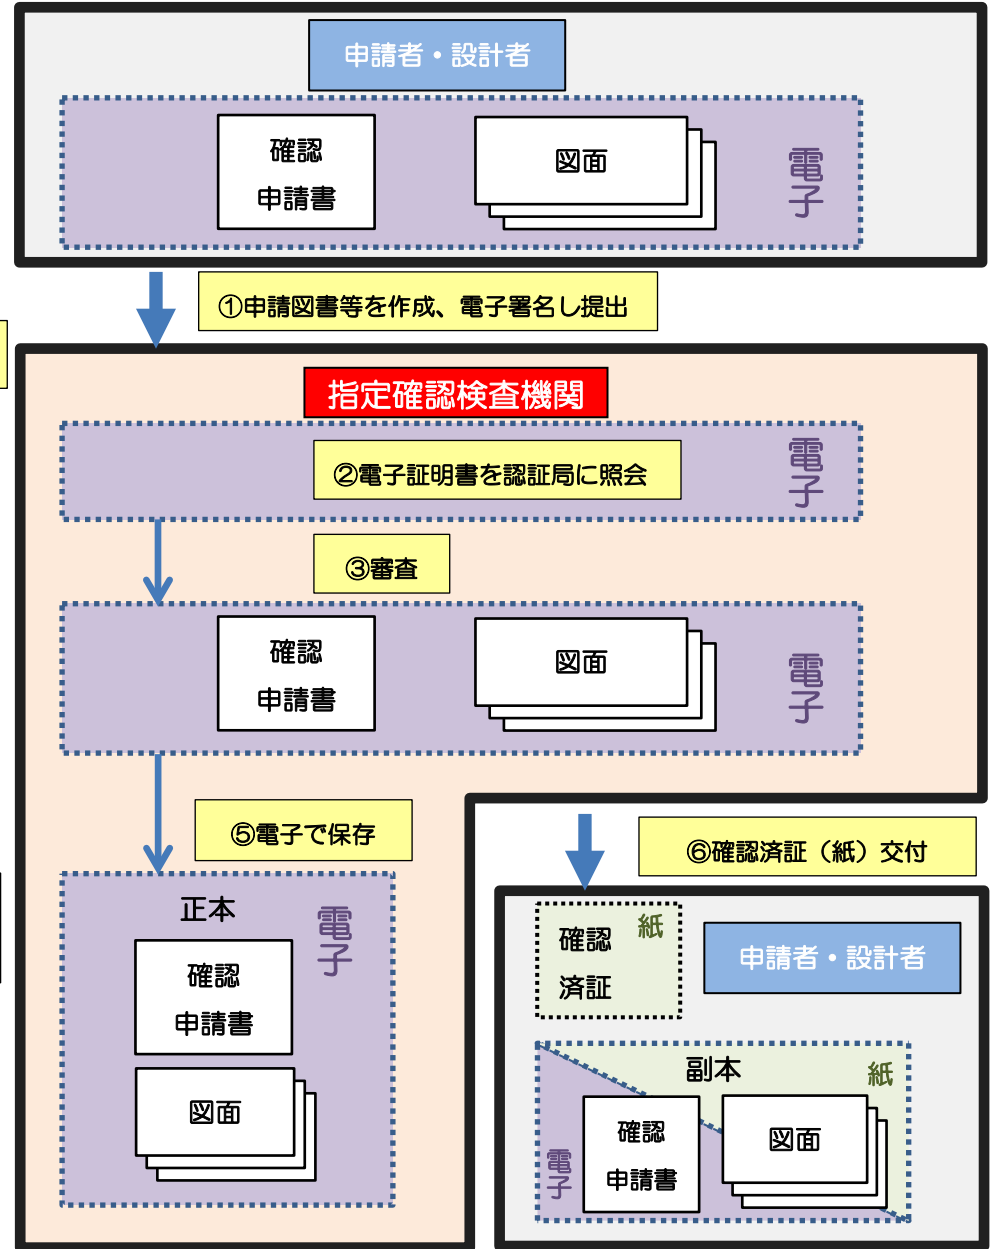 申請者・設計者
確認
申請書
図面
電子
①申請図書等を作成、電子署名し提出
指定確認検査機関
②電子証明書を認証局に照会
電子
③審査
確認
申請書
図面
電子
⑤電子で保存
⑥確認済証（紙）交付
正本
電子
確認
申請書
図面
確認
済証
紙
申請者・設計者
副本
紙
確認
申請書
図面
電子